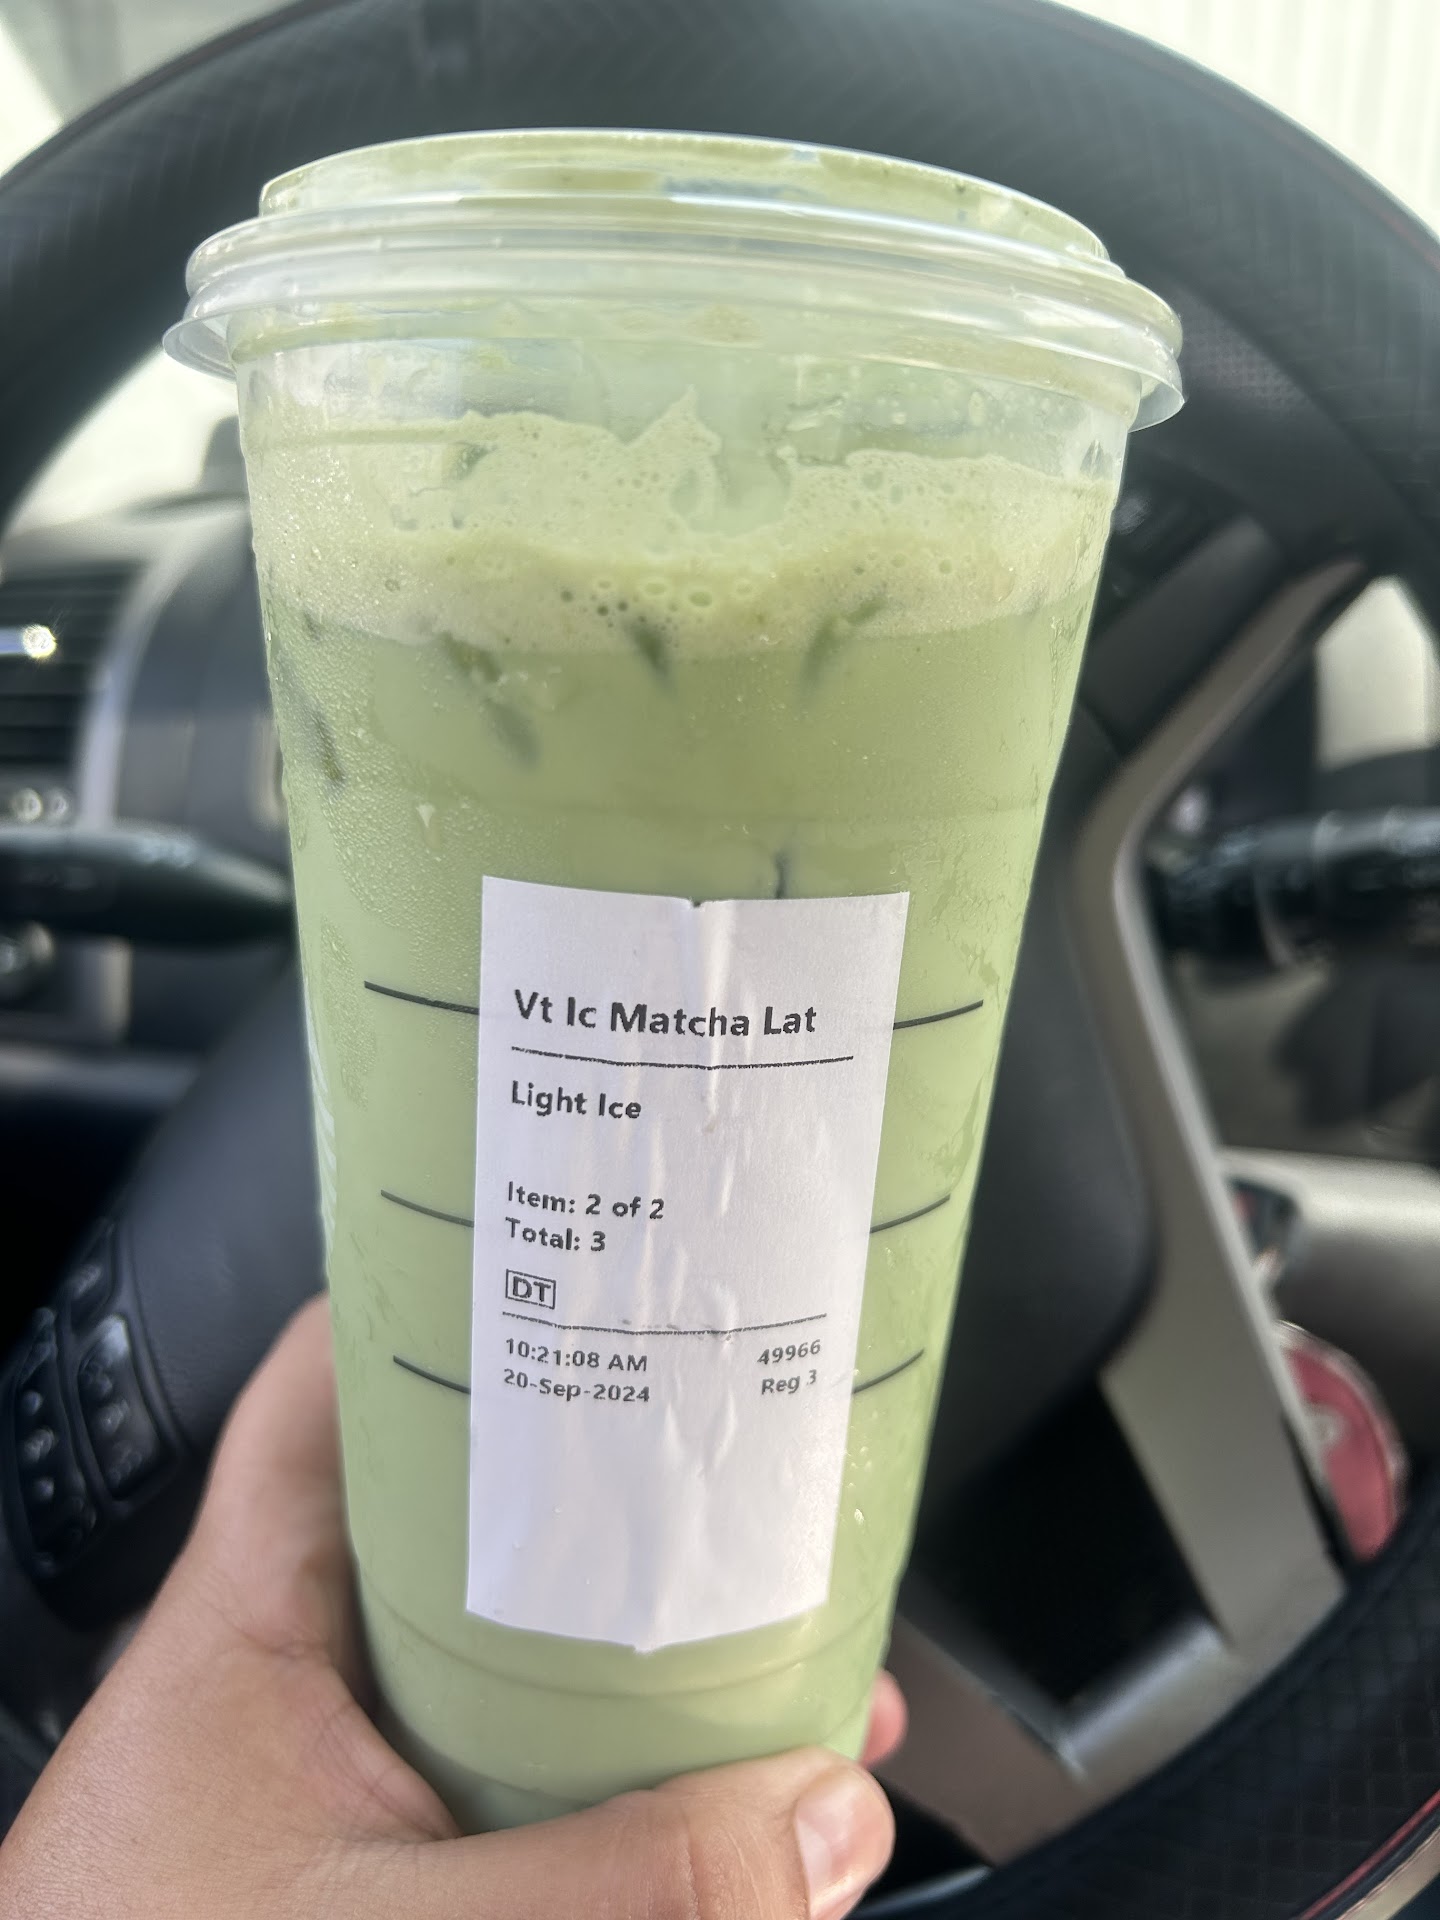 Vt Ic Matcha Lat
Light Ice
Item: 2 of 2
Total: 3
DT
10:21:08 AM 49966
20-Sep-2024 Reg 3